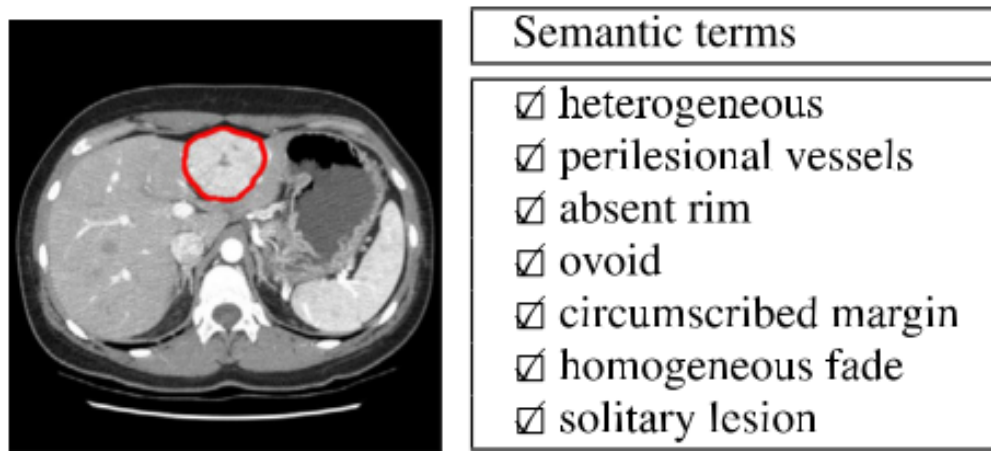 Semantic terms
☑ heterogeneous
☑ perilesional vessels
☑ absent rim
☑ ovoid
☑ circumscribed margin
☑ homogeneous fade
☑ solitary lesion